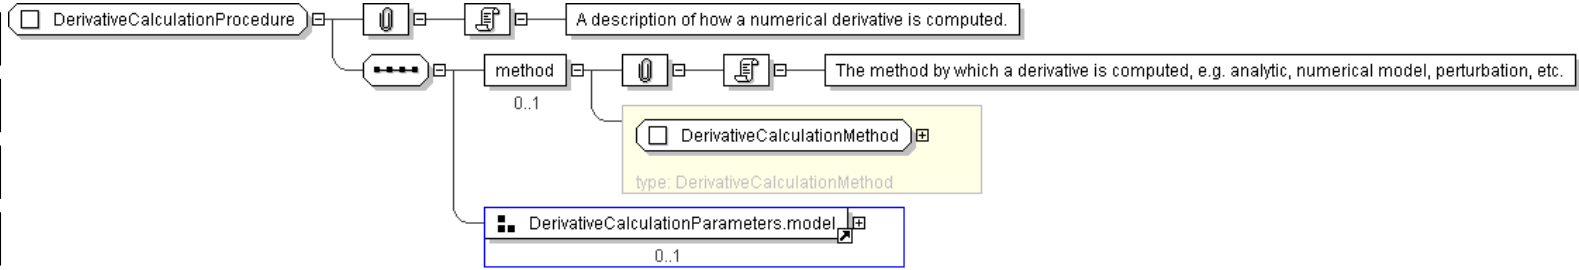 DerivativeCalculationProcedure
A description of how a numerical derivative is computed.
method
The method by which a derivative is computed, e.g. analytic, numerical model, perturbation, etc.
0..1
DerivativeCalculationMethod
type: DerivativeCalculationMethod
DerivativeCalculationParameters.model
0..1